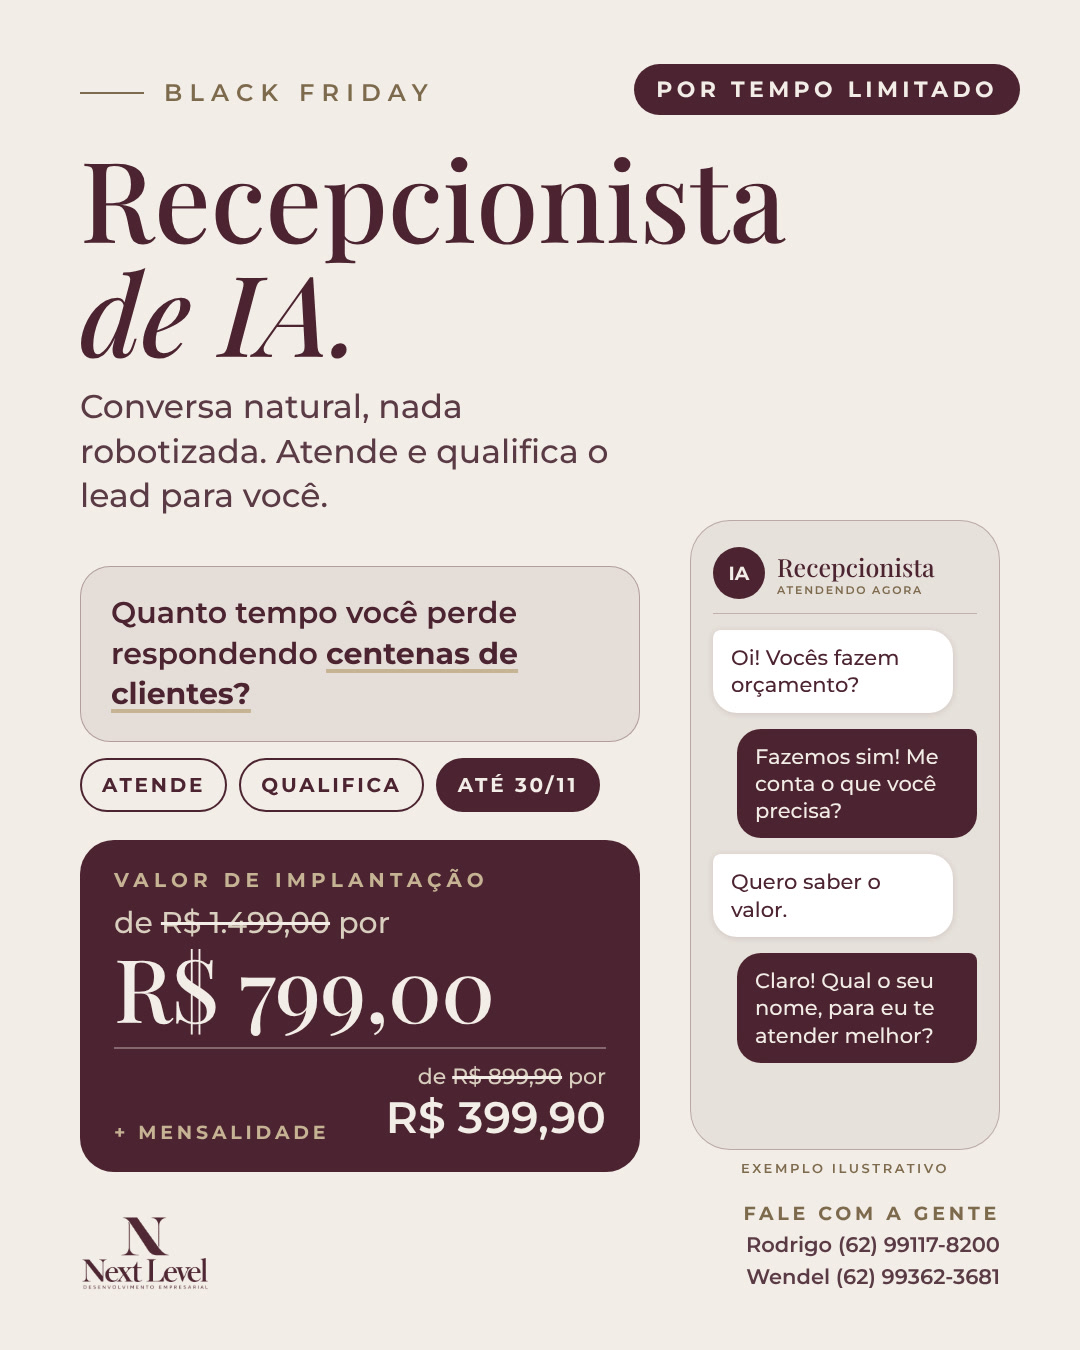 BLACK FRIDAY
POR TEMPO LIMITADO
Recepcionista
de IA.
Conversa natural, nada
robotizada. Atende e qualifica o
lead para você.
Quanto tempo você perde
respondendo centenas de
clientes?
ATENDE
QUALIFICA
ATÉ 30/11
VALOR DE IMPLANTAÇÃO
de R$ 1.499,00 por
R$ 799,00
de R$ 899,90 por
+ MENSALIDADE
R$ 399,90
IA
Recepcionista
ATENDENDO AGORA
Oi! Vocês fazem
orçamento?
Fazemos sim! Me
conta o que você
precisa?
Quero saber o
valor.
Claro! Qual o seu
nome, para eu te
atender melhor?
EXEMPLO ILUSTRATIVO
N
Next Level
DESENVOLVIMENTO EMPRESARIAL
FALE COM A GENTE
Rodrigo (62) 99117-8200
Wendel (62) 99362-3681